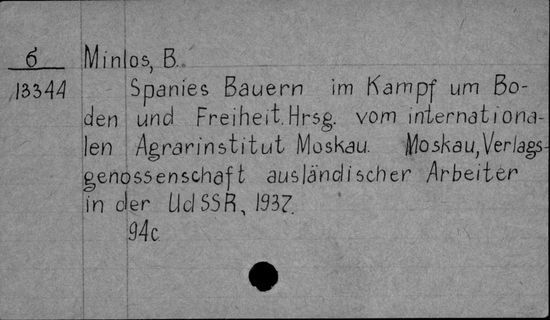 6 Minlos, B.
13344 Spanies Bauern im Kampf um Bo-
den und Freiheit. Hrsg. vom internationa-
len Agrarinstitut Moskau. Moskau, Verlags-
genossenschaft ausländischer Arbeiter
in der UdSSR, 1937.
94c